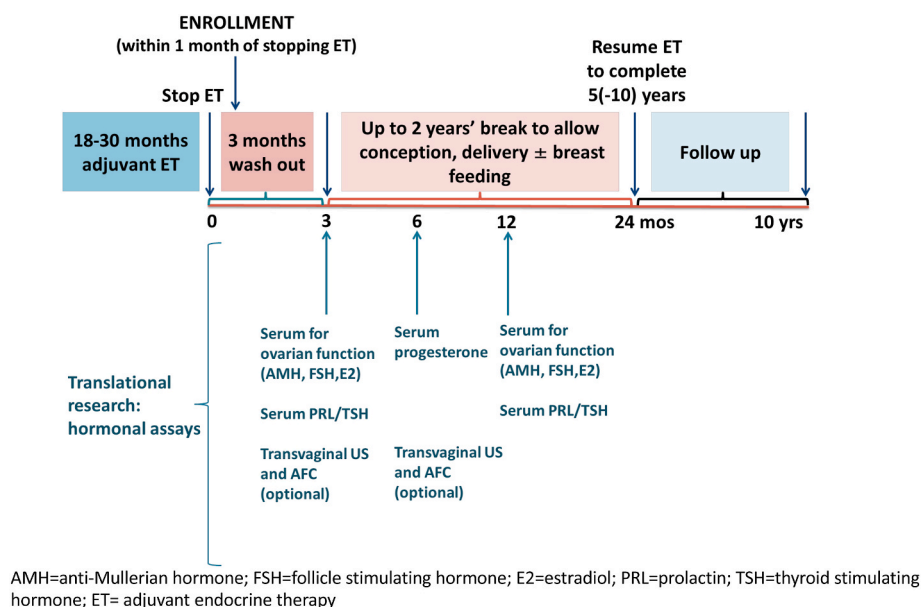 ENROLLMENT
(within 1 month of stopping ET)
Stop ET
Resume ET
to complete
5(-10) years
18-30 months
adjuvant ET
3 months
wash out
Up to 2 years’ break to allow
conception, delivery ± breast
feeding
Follow up
0
3
6
12
24 mos
10 yrs
Translational
research:
hormonal assays
Serum for
ovarian function
(AMH, FSH,E2)
Serum PRL/TSH
Transvaginal US
and AFC
(optional)
Serum
progesterone
Transvaginal US
and AFC
(optional)
Serum for
ovarian function
(AMH, FSH,E2)
Serum PRL/TSH
AMH=anti-Mullerian hormone; FSH=follicle stimulating hormone; E2=estradiol; PRL=prolactin; TSH=thyroid stimulating
hormone; ET= adjuvant endocrine therapy